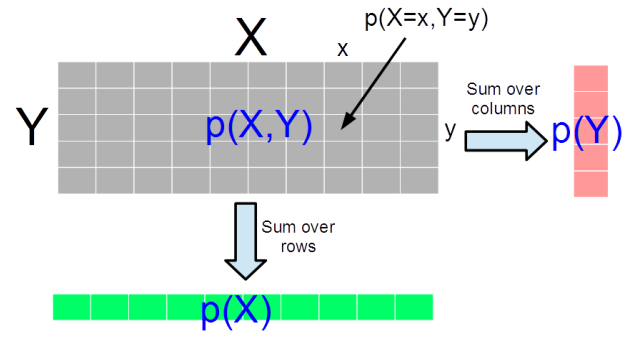 X
p(X=x,Y=y)
x
Y
p(X,Y)
y
Sum over
columns
p(Y)
Sum over
rows
p(X)